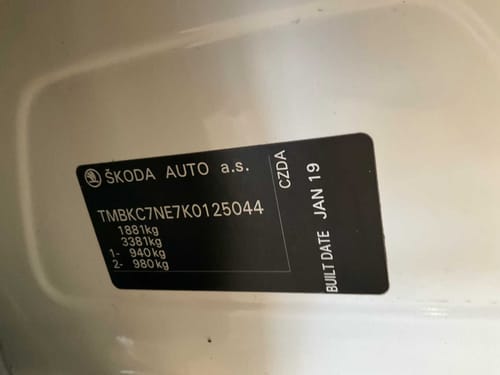 ŠKODA AUTO a.s.
TMBKC7NE7K0125044
1881kg
3381kg
1- 940kg
2- 980kg
CZDA
BUILT DATE JAN 19